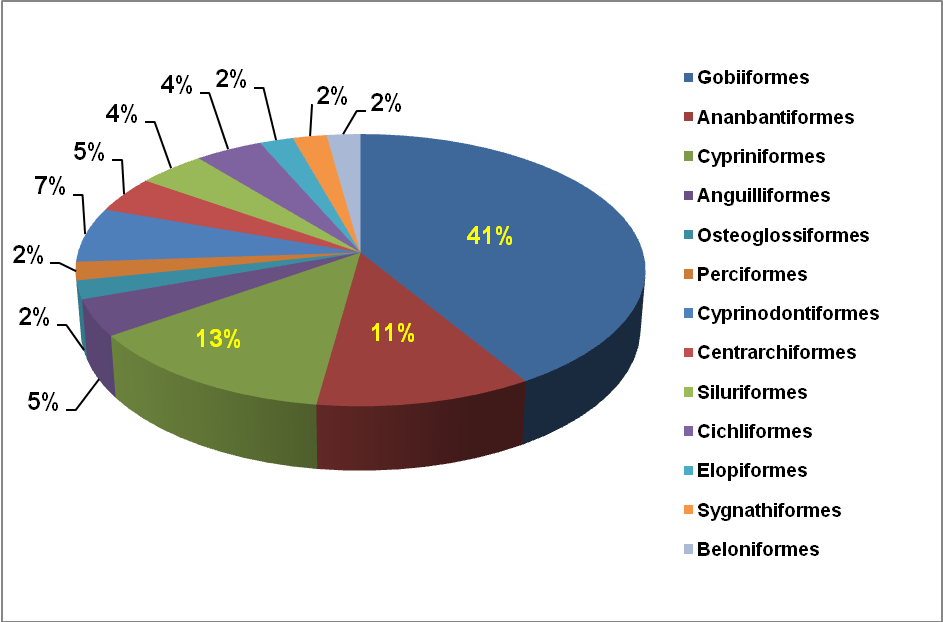 2%
4%
2%
2%
4%
5%
7%
41%
2%
2%
13%
11%
5%
Gobiiformes
Ananbantiformes
Cypriniformes
Anguilliformes
Osteoglossiformes
Perciformes
Cyprinodontiformes
Centrarchiformes
Siluriformes
Cichliformes
Elopiformes
Sygnathiformes
Beloniformes